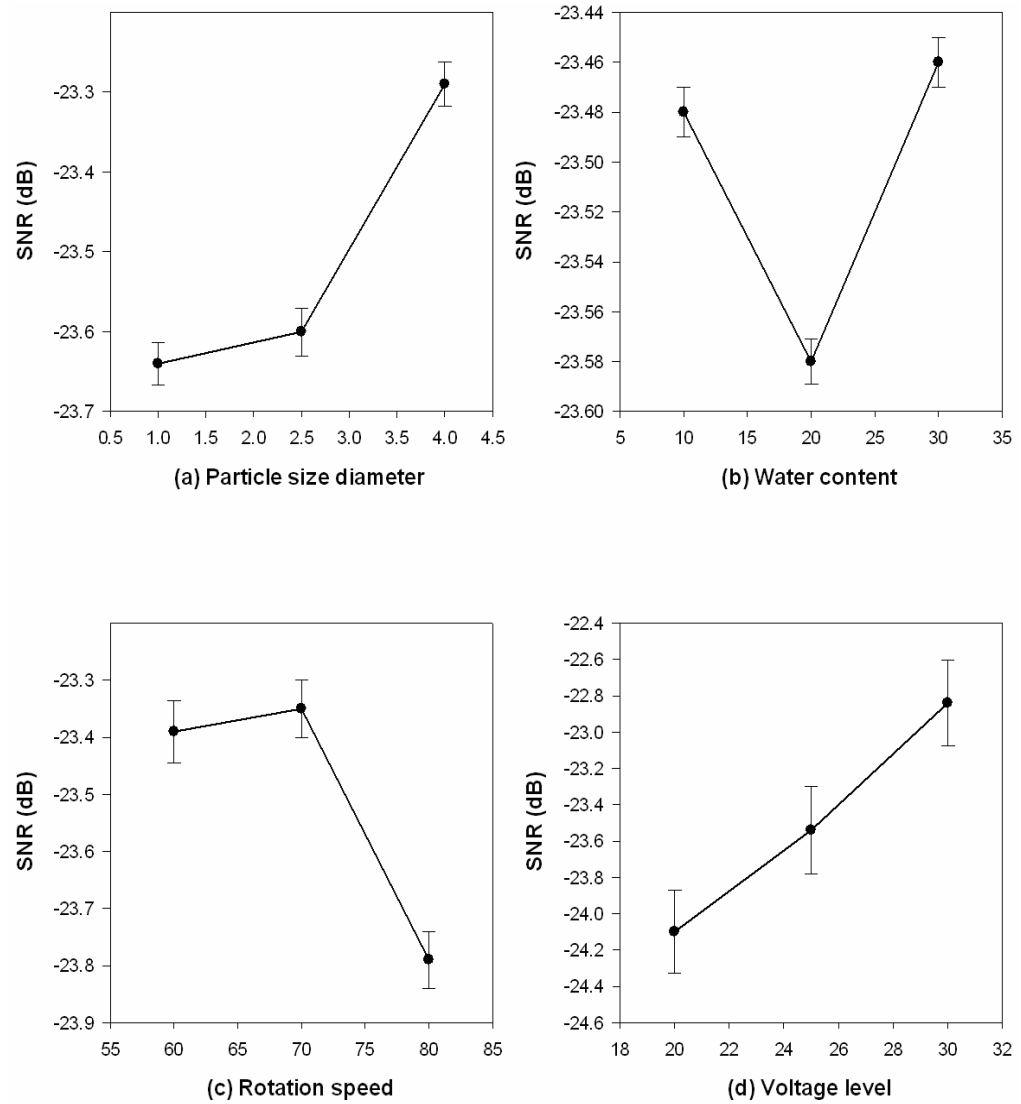 -23.3
-23.4
-23.5
-23.6
-23.7
SNR (dB)
0.5 1.0 1.5 2.0 2.5 3.0 3.5 4.0 4.5
(a) Particle size diameter
-23.44
-23.46
-23.48
-23.50
-23.52
-23.54
-23.56
-23.58
-23.60
SNR (dB)
5 10 15 20 25 30 35
(b) Water content
-23.3
-23.4
-23.5
-23.6
-23.7
-23.8
-23.9
SNR (dB)
55 60 65 70 75 80 85
(c) Rotation speed
-22.4
-22.6
-22.8
-23.0
-23.2
-23.4
-23.6
-23.8
-24.0
-24.2
-24.4
-24.6
SNR (dB)
18 20 22 24 26 28 30 32
(d) Voltage level